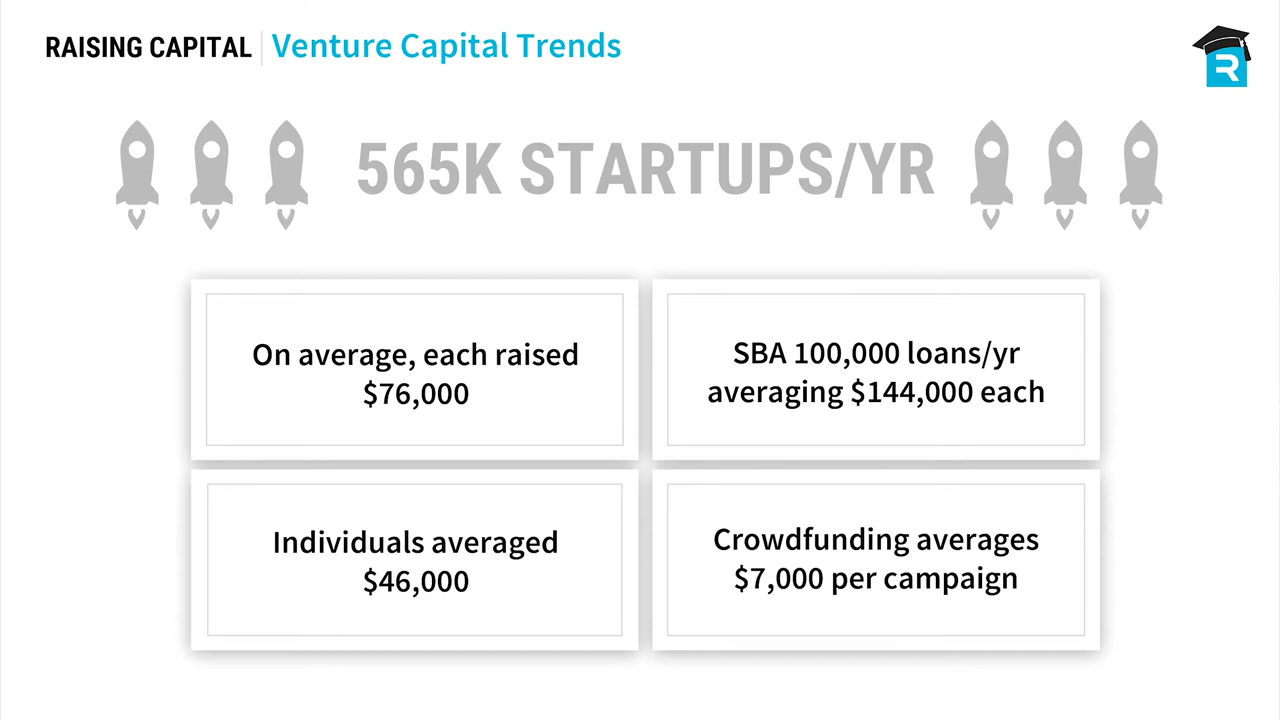 RAISING CAPITAL Venture Capital Trends
R
565K STARTUPS/YR
On average, each raised
$76,000
SBA 100,000 loans/yr
averaging $144,000 each
Individuals averaged
$46,000
Crowdfunding averages
$7,000 per campaign